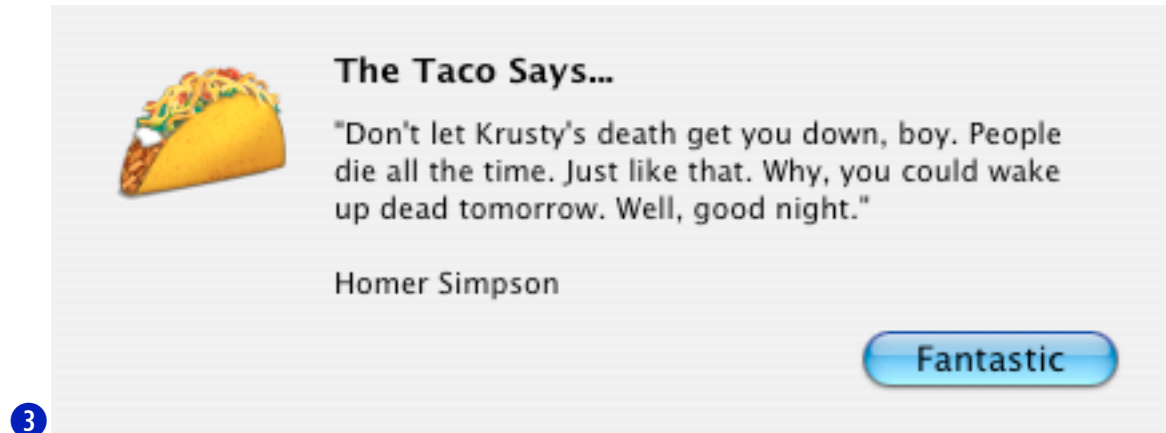 The Taco Says...
"Don't let Krusty's death get you down, boy. People
die all the time. Just like that. Why, you could wake
up dead tomorrow. Well, good night."
Homer Simpson
Fantastic
3